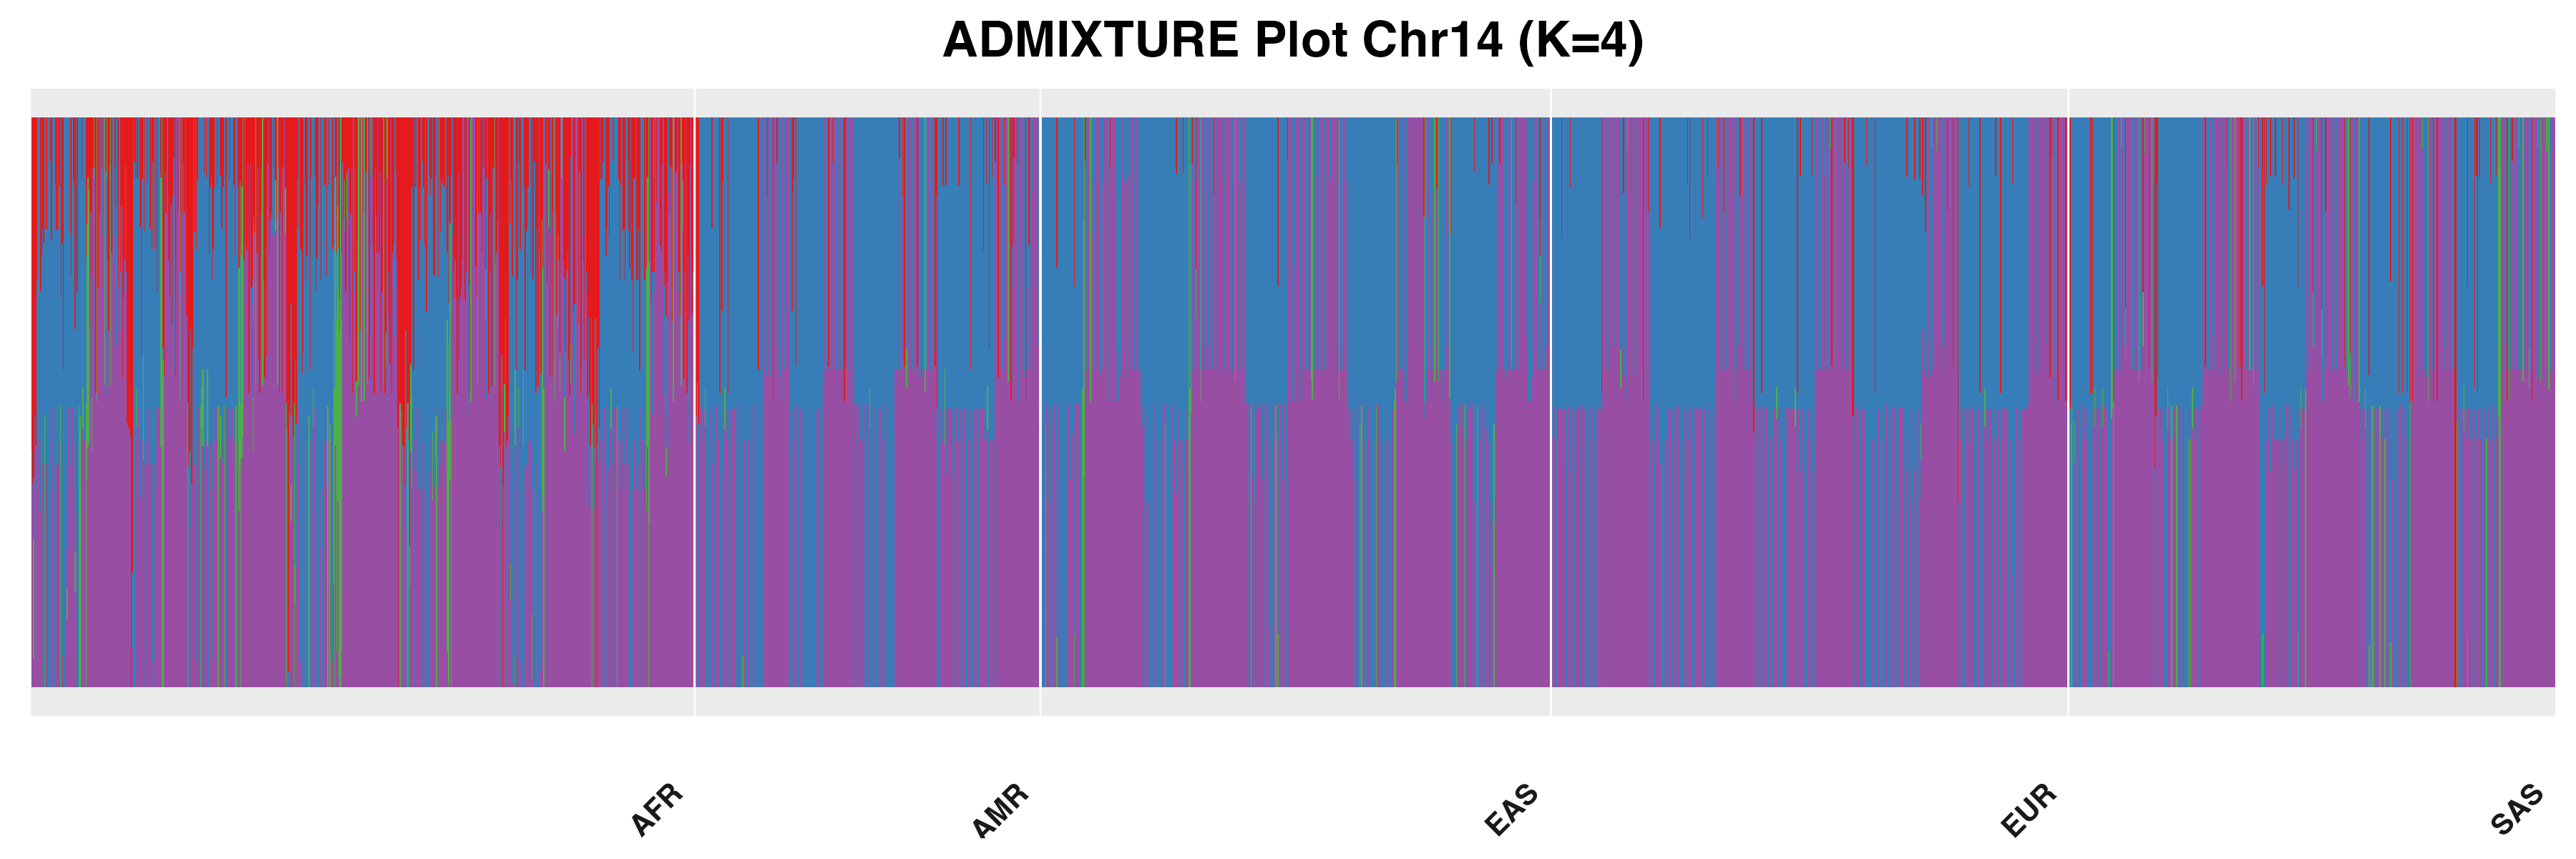 ADMIXTURE Plot Chr14 (K=4)
AFR
AMR
EAS
EUR
SAS